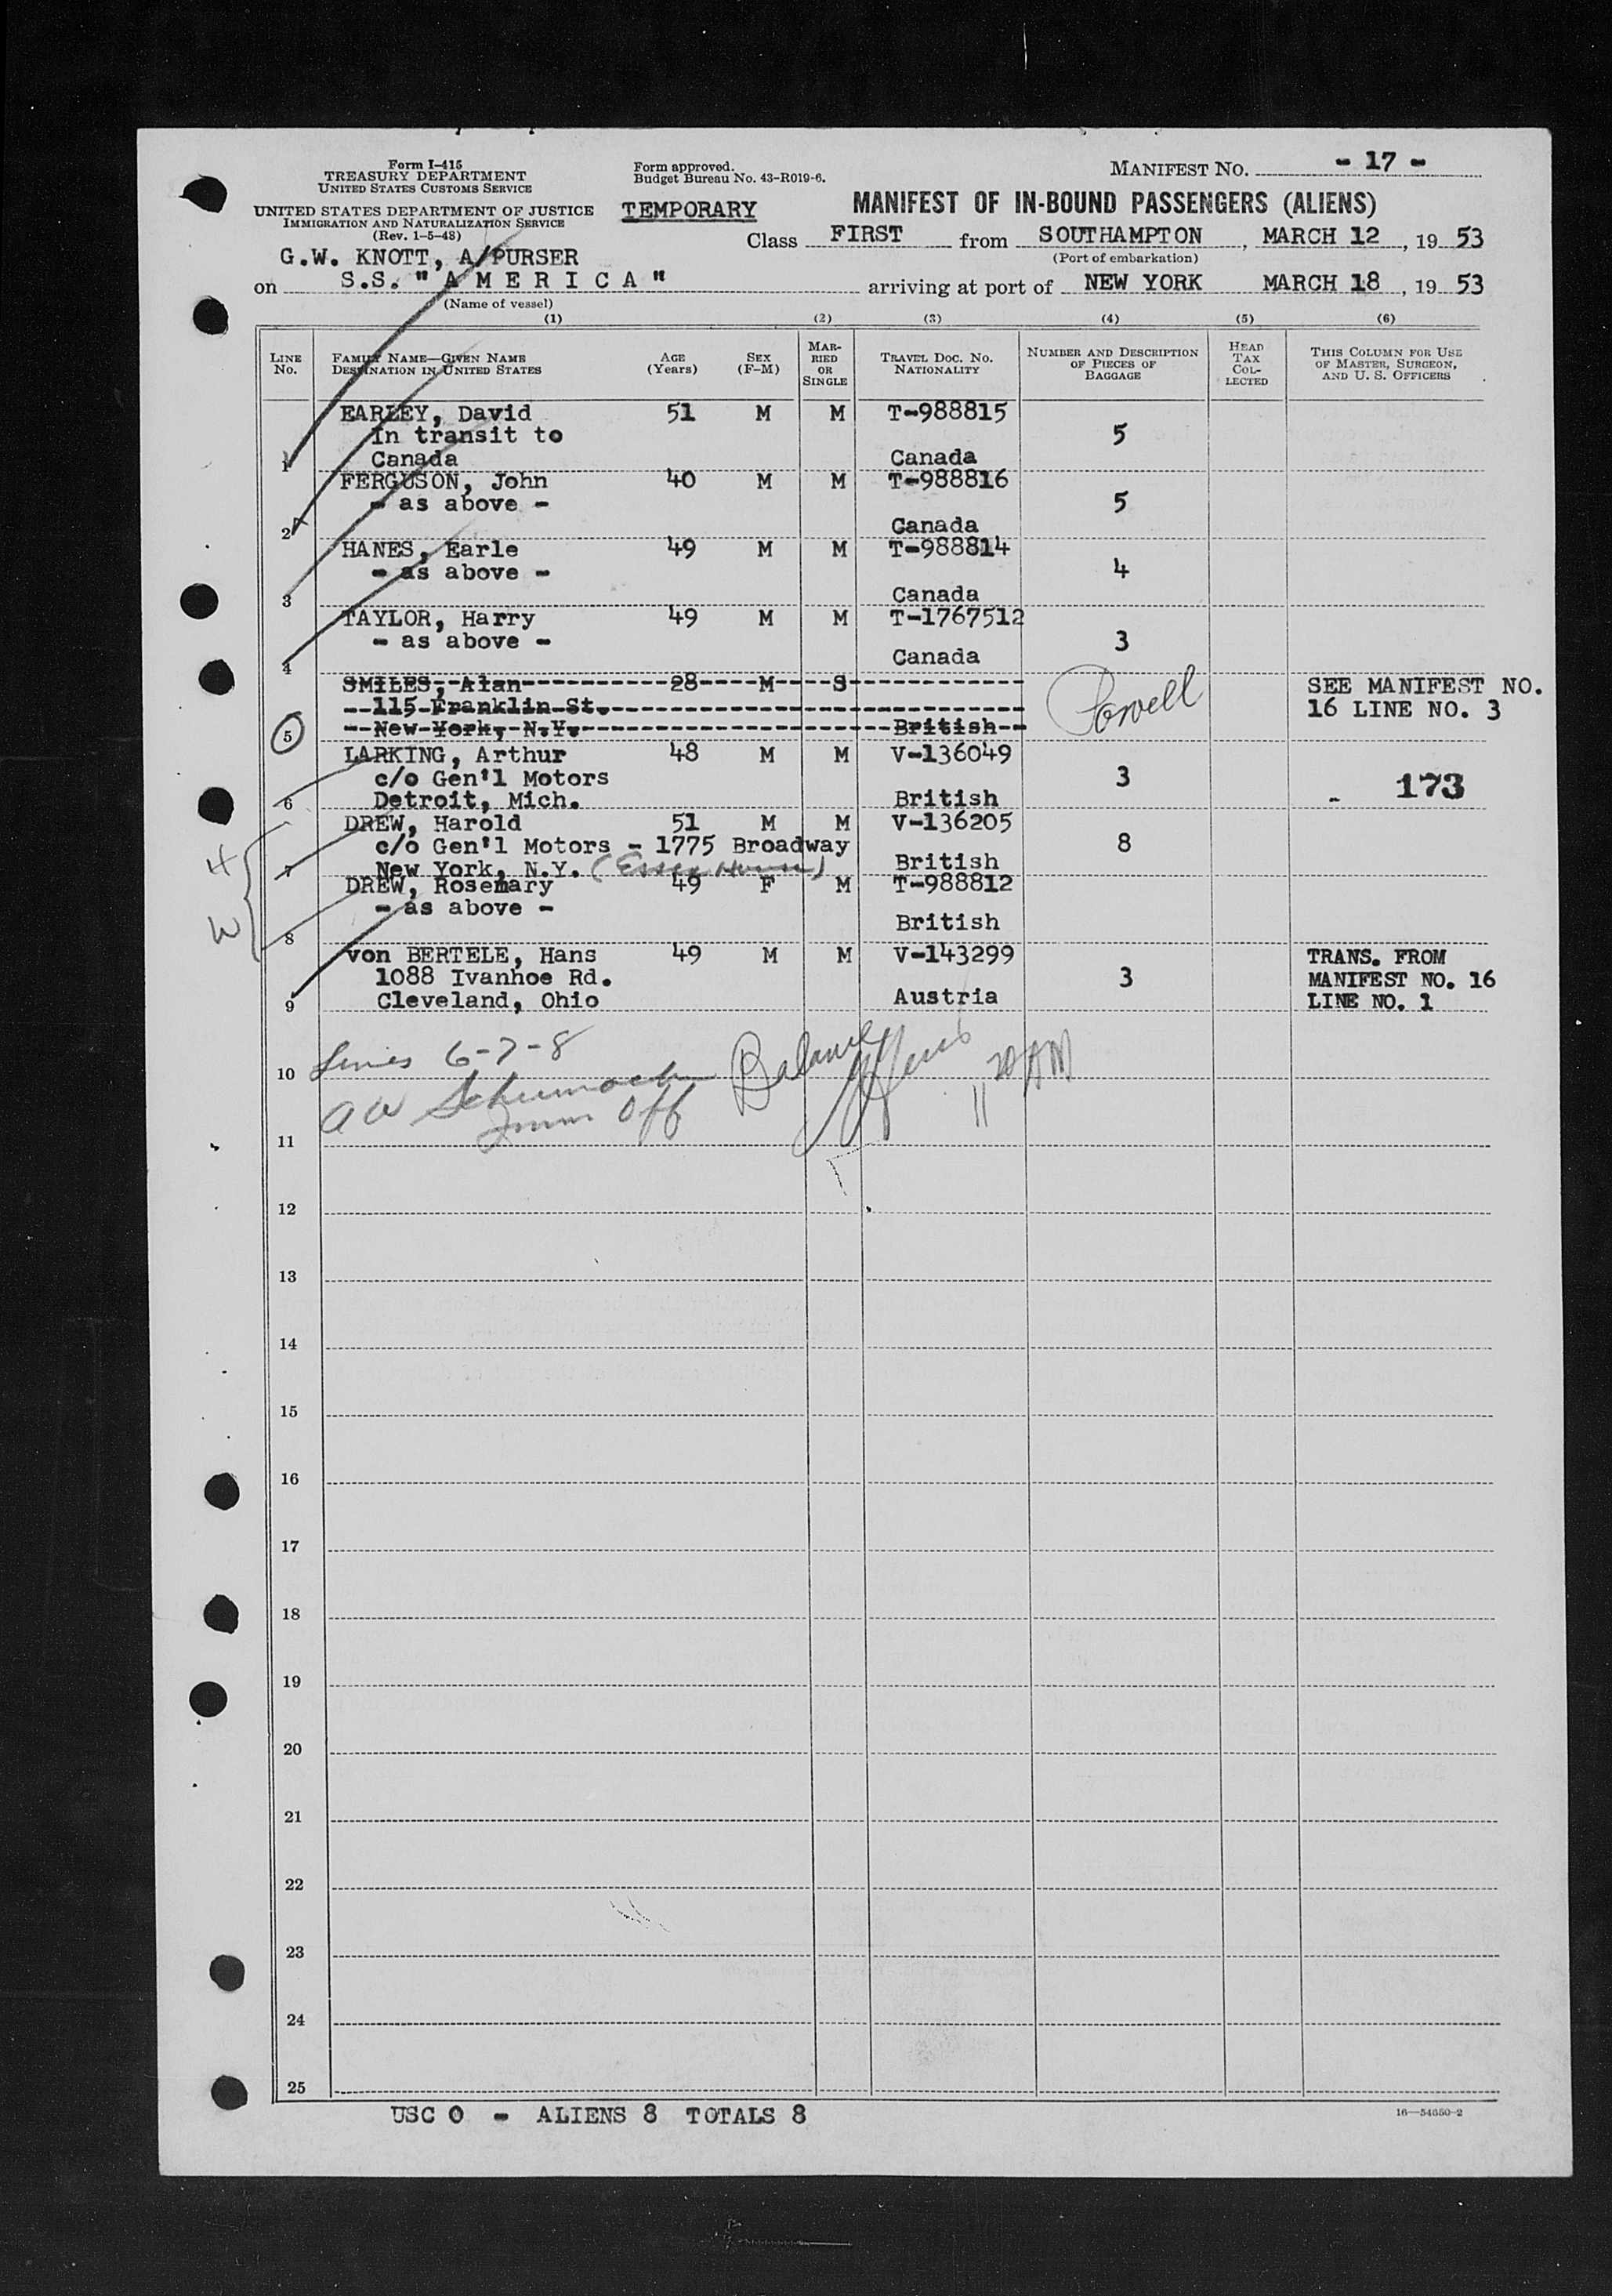 Form I-415
TREASURY DEPARTMENT
UNITED STATES CUSTOMS SERVICE
UNITED STATES DEPARTMENT OF JUSTICE
IMMIGRATION AND NATURALIZATION SERVICE
(Rev. 1-5-48)
Form approved.
Budget Bureau No. 43-R019-6.
TEMPORARY
MANIFEST NO. - 17 -
MANIFEST OF IN-BOUND PASSENGERS (ALIENS)
Class FIRST from SOUTHAMPTON, MARCH 12, 1953
(Port of embarkation)
G.W. KNOTT, A/PURSER
on S.S. "A M E R I C A" arriving at port of NEW YORK MARCH 18, 1953
(Name of vessel)
(1) (2) (3) (4) (5) (6)
LINE No.
FAMILY NAME—GIVEN NAME
DESTINATION IN UNITED STATES
AGE (Years)
SEX (F-M)
MARRIED OR SINGLE
TRAVEL DOC. NO. NATIONALITY
NUMBER AND DESCRIPTION OF PIECES OF BAGGAGE
HEAD TAX COLLECTED
THIS COLUMN FOR USE OF MASTER, SURGEON, AND U. S. OFFICERS
EARLEY, David 51 M M T-988815
In transit to 5
1 Canada Canada
FERGUSON, John 40 M M T-988816
- as above - 5
2 Canada
HANES, Earle 49 M M T-988814
- as above - 4
3 Canada
TAYLOR, Harry 49 M M T-1767512
- as above - 3
4 Canada
SMILES, Alan 28 M S SEE MANIFEST NO.
115 Franklin St. Powell 16 LINE NO. 3
5 New York, N.Y. British
LARKING, Arthur 48 M M V-136049
c/o Gen'l Motors 3 173
6 Detroit, Mich. British
DREW, Harold 51 M M V-136205
H c/o Gen'l Motors - 1775 Broadway 8
7 New York, N.Y. (Essex House) British
DREW, Rosemary 49 F M T-988812
W - as above -
8 British
von BERTELE, Hans 49 M M V-143299 TRANS. FROM
1088 Ivanhoe Rd. 3 MANIFEST NO. 16
9 Cleveland, Ohio Austria LINE NO. 1
Lines 6-7-8 Balance
10
A W Schumach
Imm Off
11
12
13
14
15
16
17
18
19
20
21
22
23
24
25
USC 0 - ALIENS 8 TOTALS 8
16—54650-2